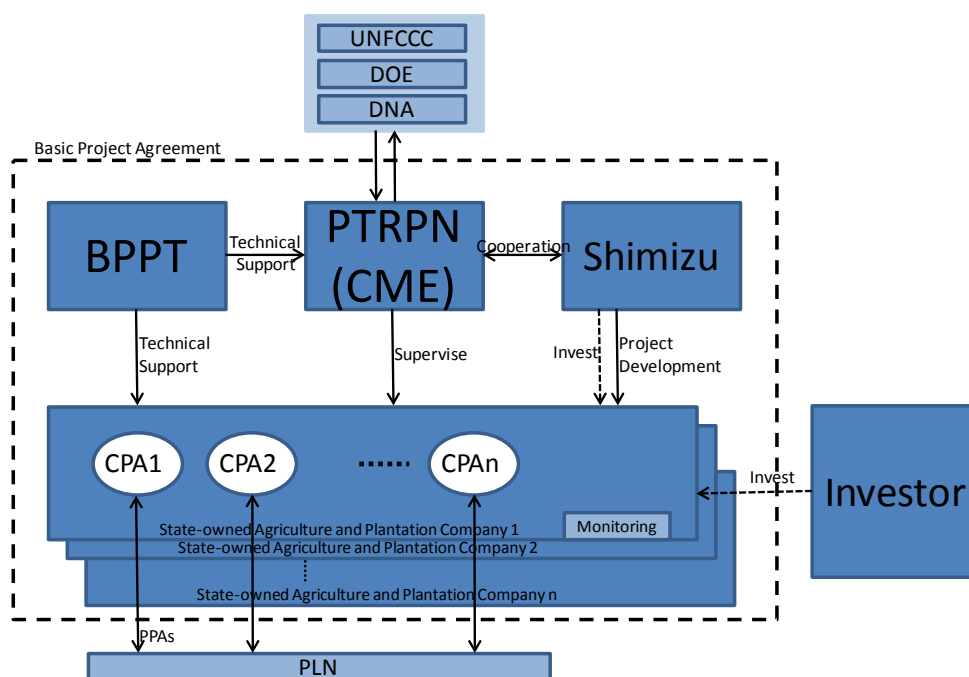 UNFCCC
DOE
DNA
Basic Project Agreement
BPPT
Technical
Support
PTRPN
(CME)
Cooperation
Shimizu
Technical
Support
Supervise
Invest
Project
Development
CPA1
CPA2
......
CPAn
Invest
Investor
State-owned Agriculture and Plantation Company 1
Monitoring
State-owned Agriculture and Plantation Company 2
State-owned Agriculture and Plantation Company n
PPAs
PLN